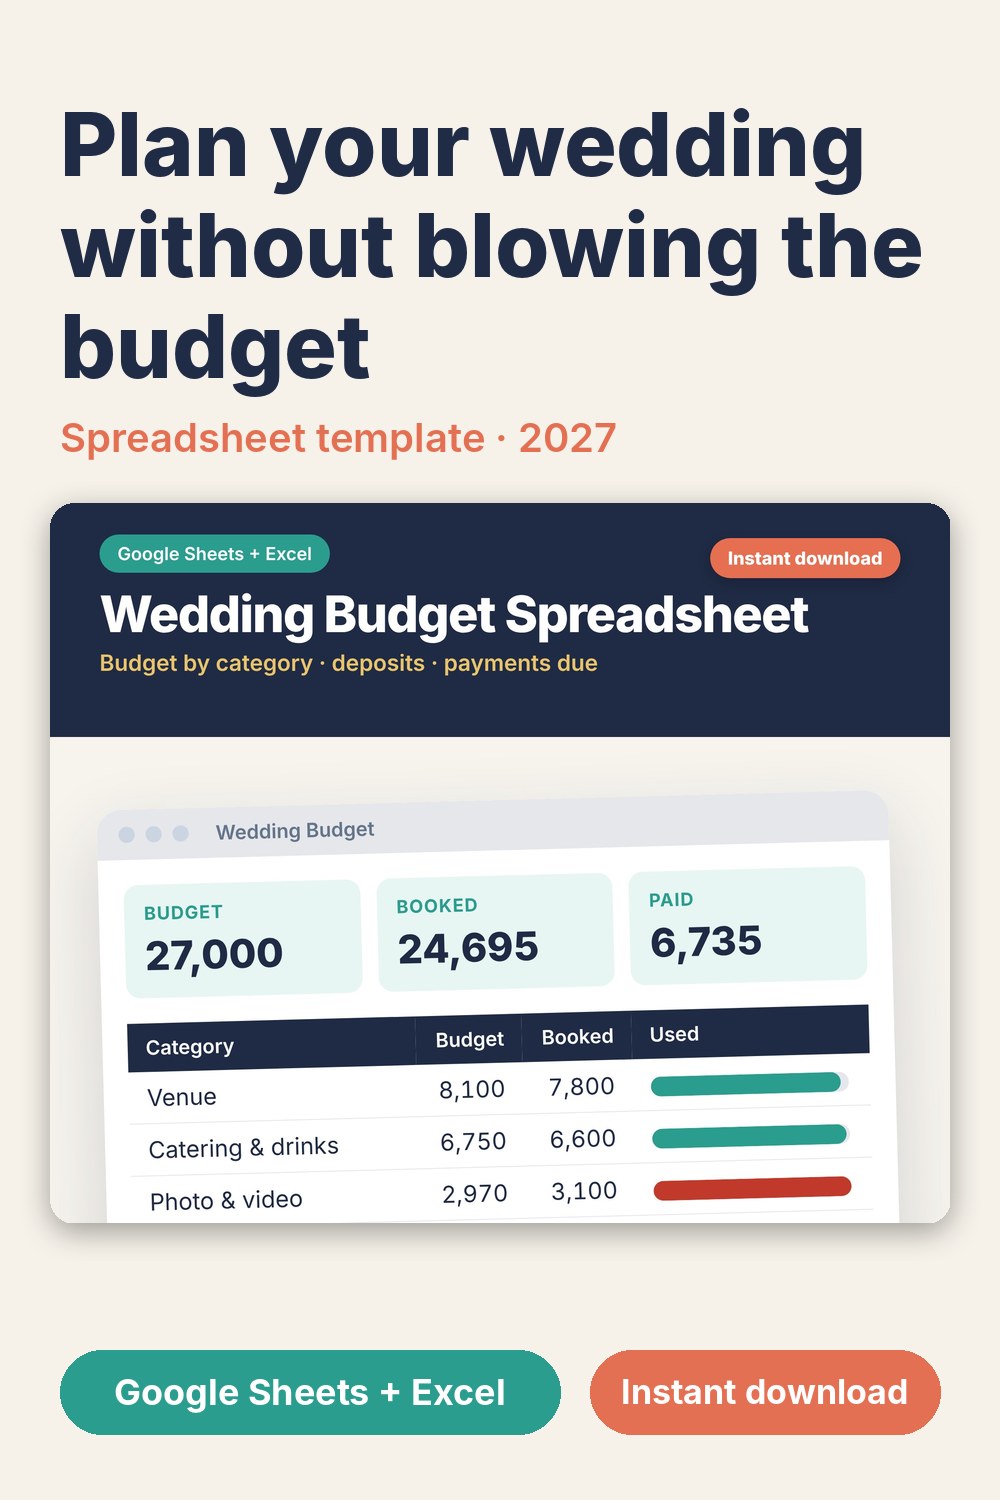 Plan your wedding
without blowing the
budget
Spreadsheet template · 2027
Google Sheets + Excel
Instant download
Wedding Budget Spreadsheet
Budget by category · deposits · payments due
Wedding Budget
BUDGET BOOKED PAID
27,000 24,695 6,735
Category Budget Booked Used
Venue 8,100 7,800
Catering & drinks 6,750 6,600
Photo & video 2,970 3,100
Google Sheets + Excel
Instant download